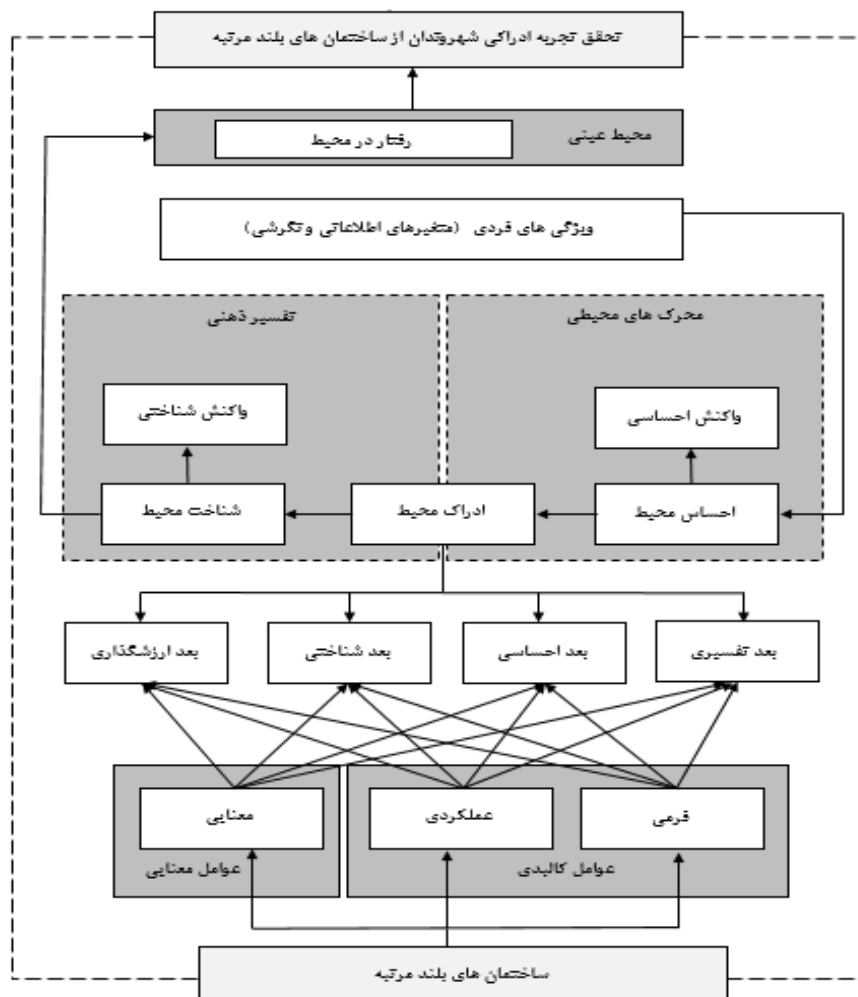 تحقق تجربه ادراکی شهروندان از ساختمان های بلند مرتبه
محیط عینی
رفتار در محیط
ویژگی های فردی (متغیرهای اطلاعاتی و نگرشی)
محرک های محیطی
تفسیر ذهنی
واکنش احساسی
واکنش شناختی
احساس محیط
ادراک محیط
شناخت محیط
بعد تفسیری
بعد احساسی
بعد شناختی
بعد ارزشگذاری
فرمی
عملکردی
معنایی
عوامل کالبدی
عوامل معنایی
ساختمان های بلند مرتبه